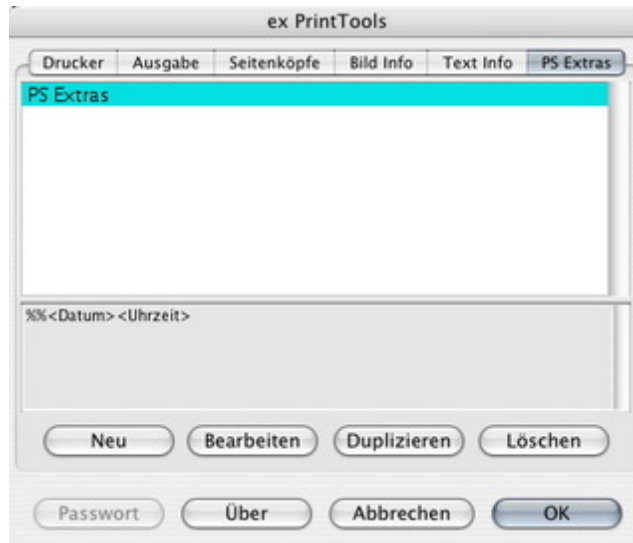 ex PrintTools
Drucker Ausgabe Seitenköpfe Bild Info Text Info PS Extras
PS Extras
%%<Datum> <Uhrzeit>
Neu Bearbeiten Duplizieren Löschen
Passwort Über Abbrechen OK